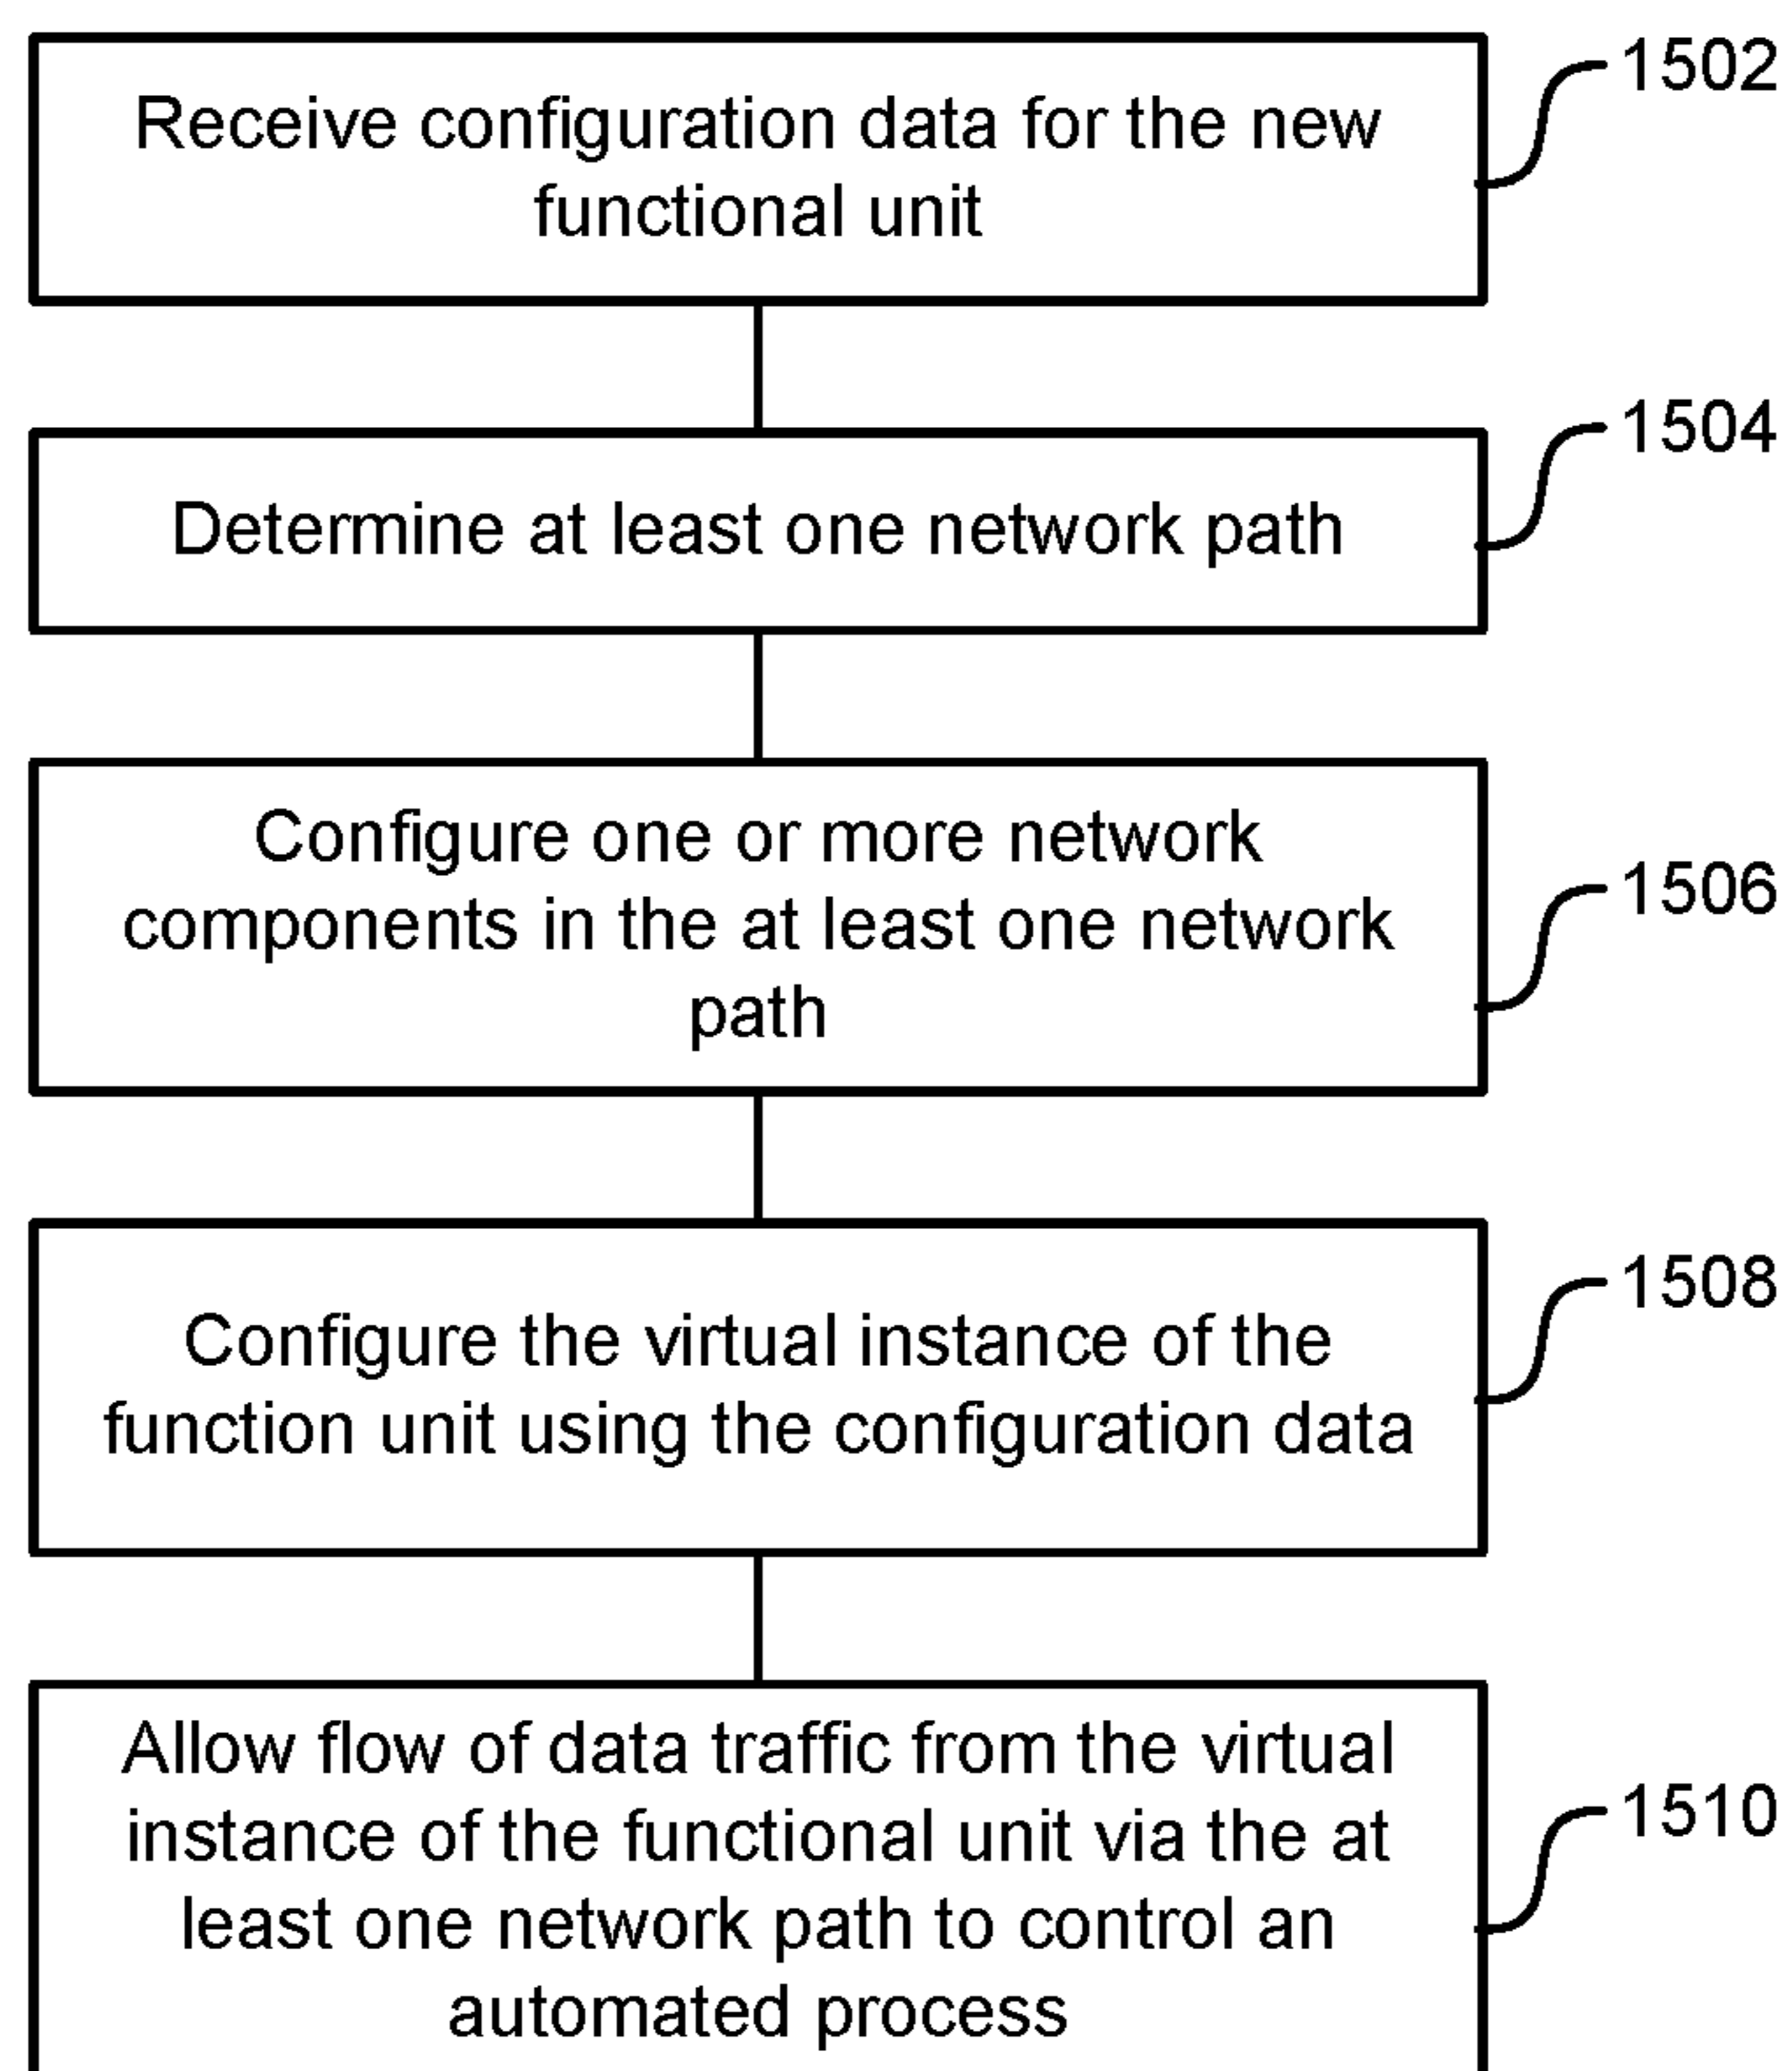 Receive configuration data for the new
functional unit
1502
Determine at least one network path
1504
Configure one or more network
components in the at least one network
path
1506
Configure the virtual instance of the
function unit using the configuration data
1508
Allow flow of data traffic from the virtual
instance of the functional unit via the at
least one network path to control an
automated process
1510